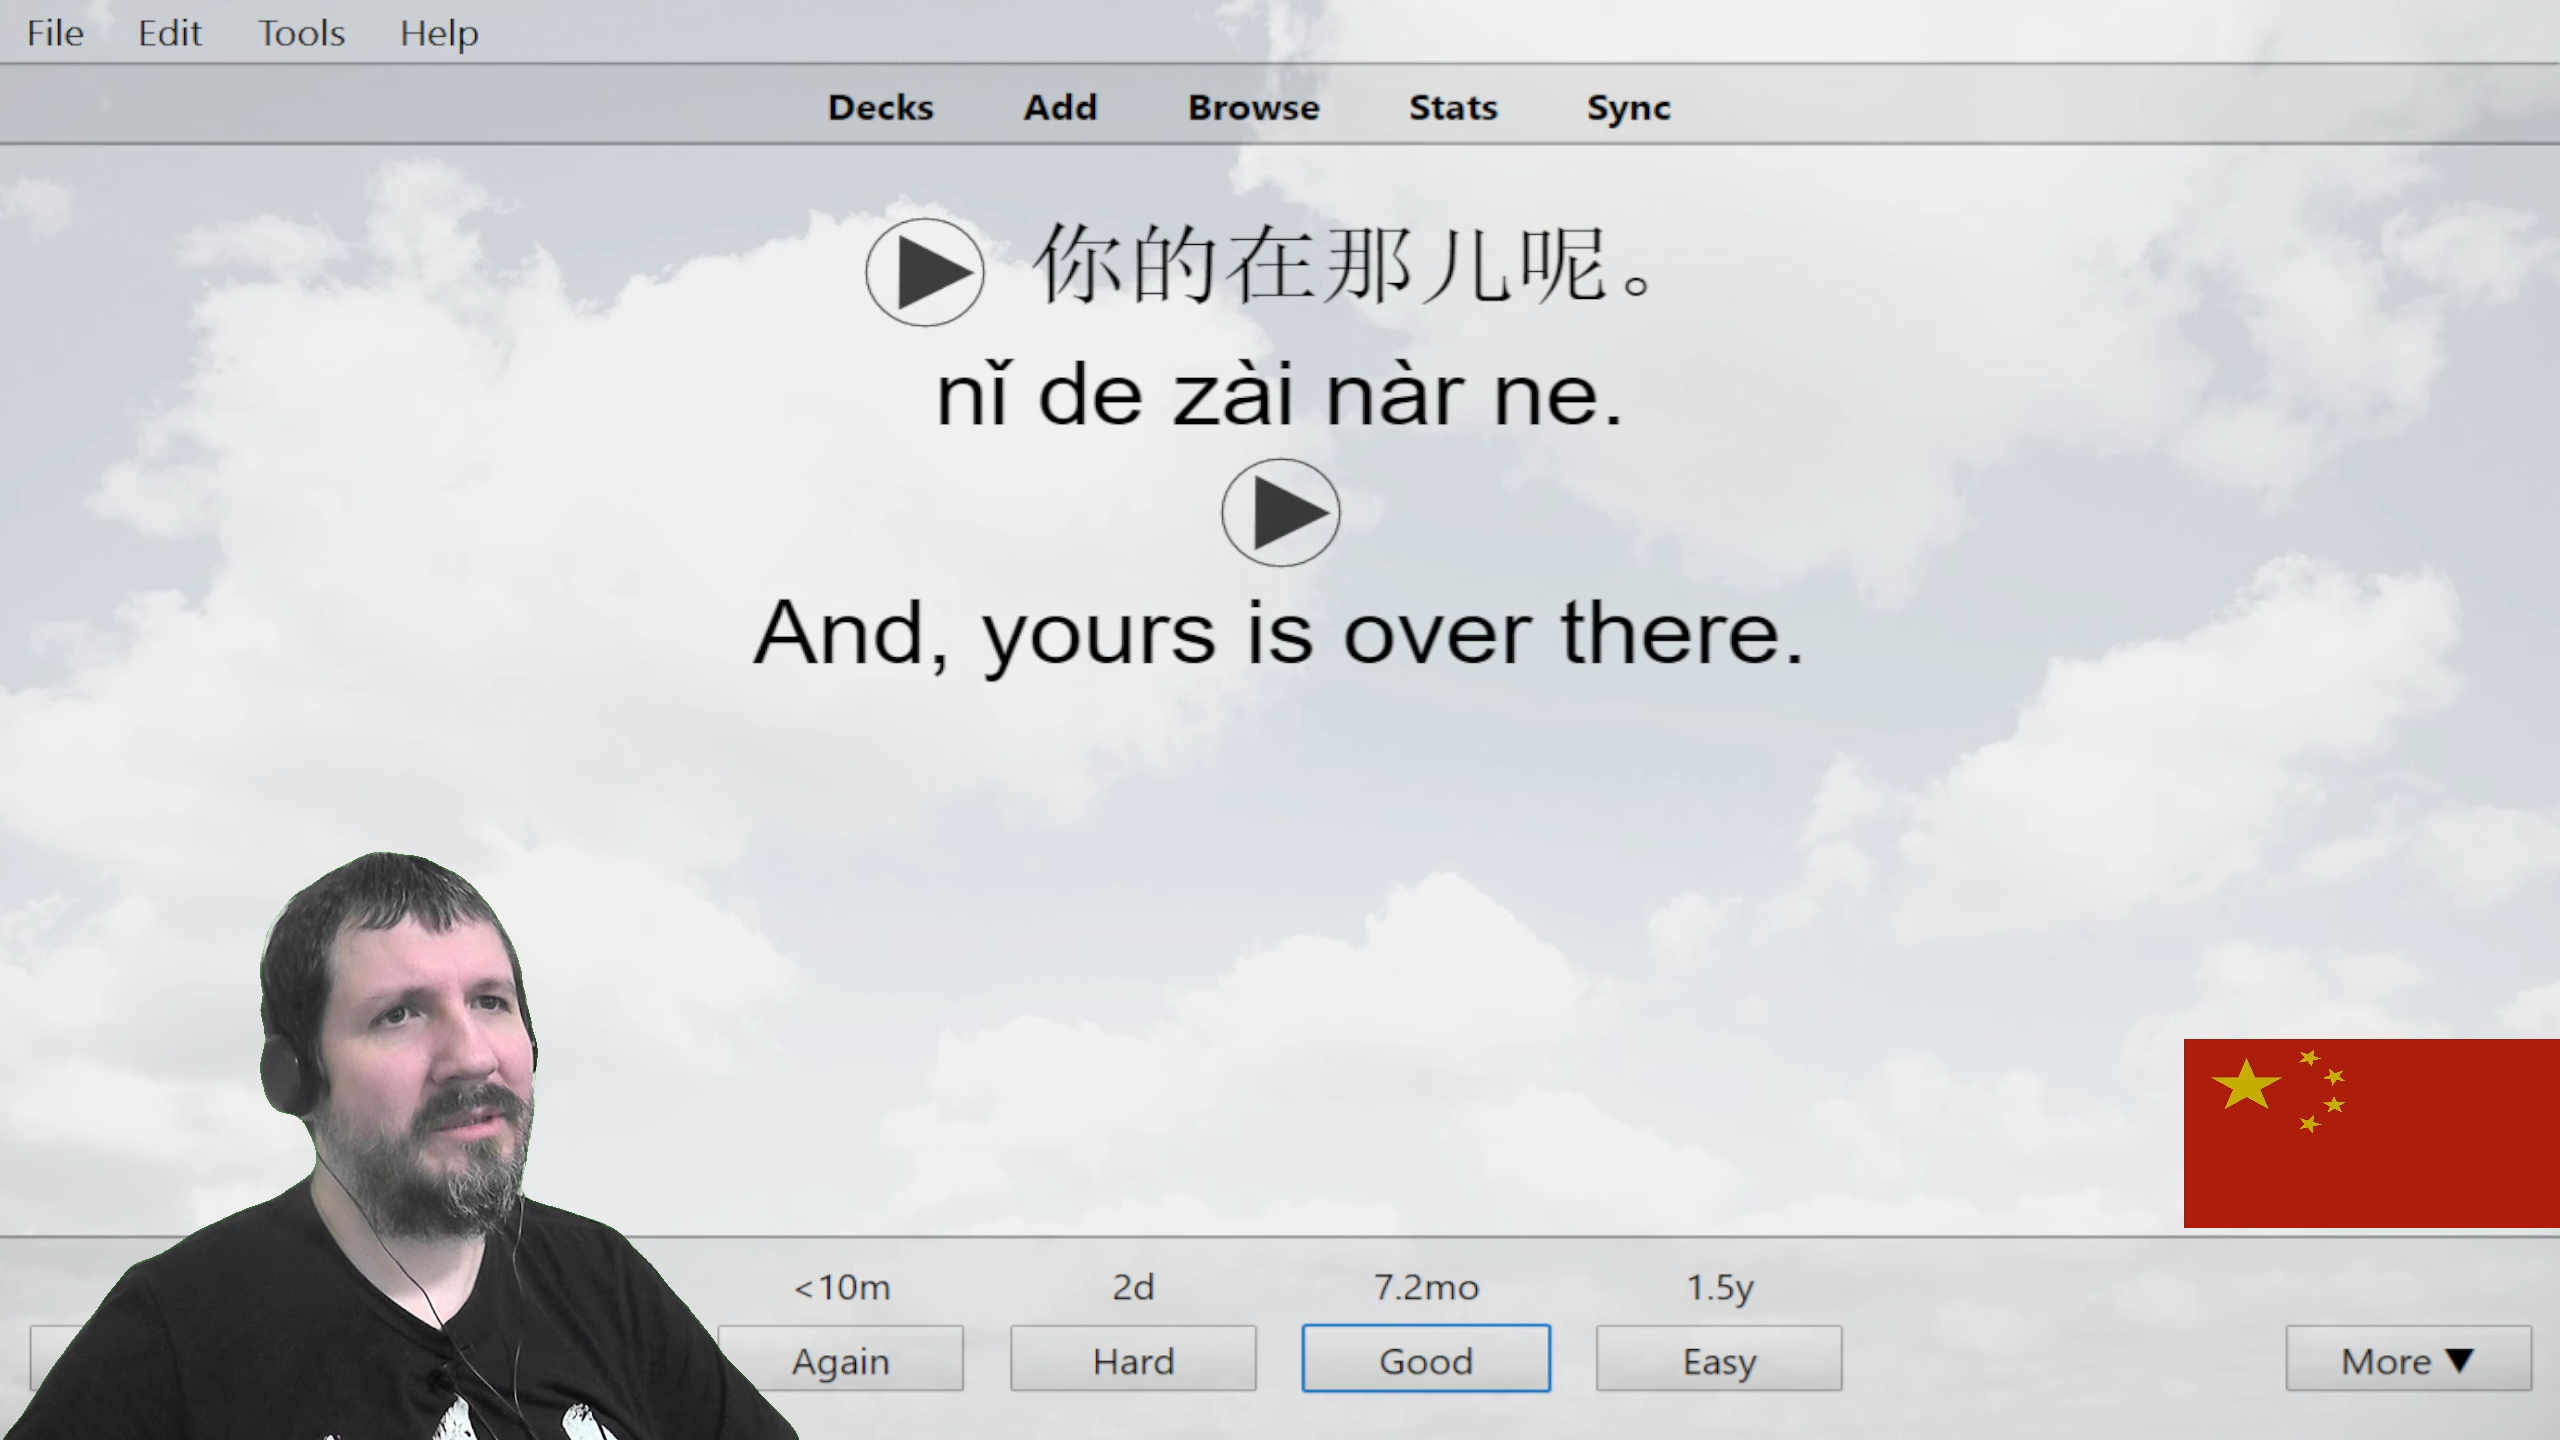 File Edit Tools Help
Decks Add Browse Stats Sync
你的在那儿呢。
nǐ de zài nàr ne.
And, yours is over there.
<10m 2d 7.2mo 1.5y
Again Hard Good Easy More ▼